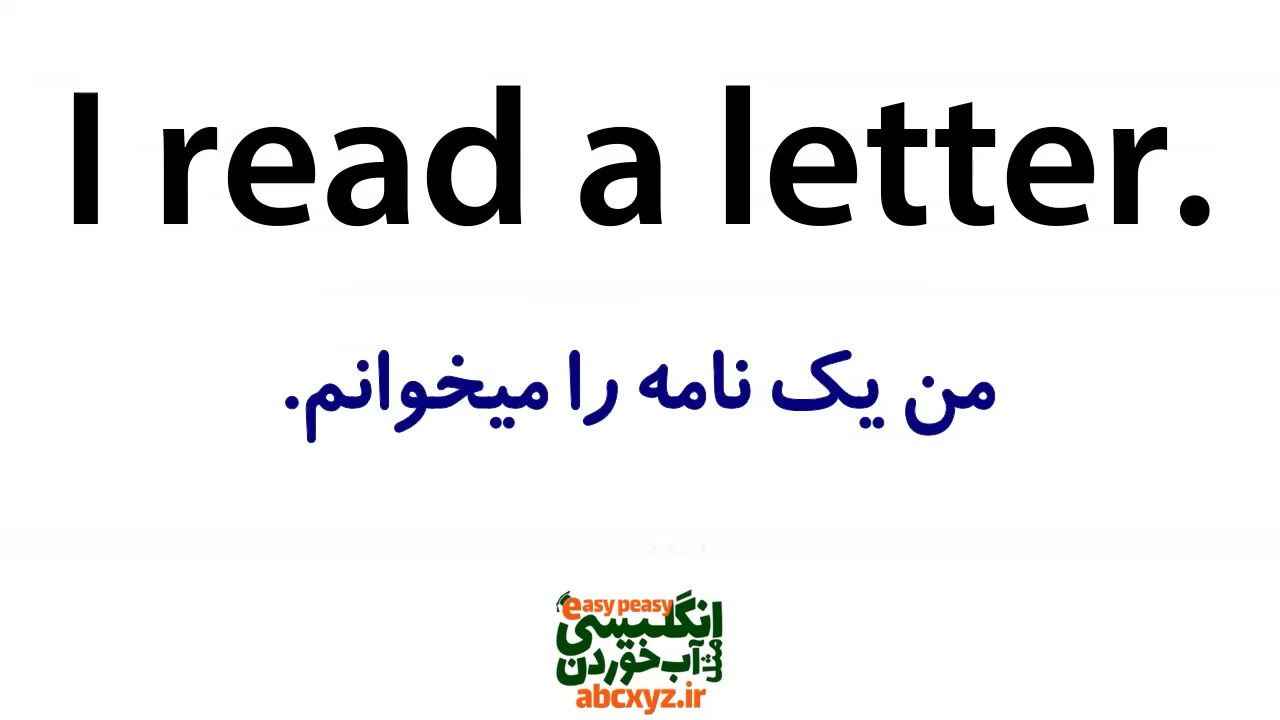 I read a letter.
من یک نامه را میخوانم.
easy peasy
انگلیسی
مثل آب خوردن
abcxyz.ir